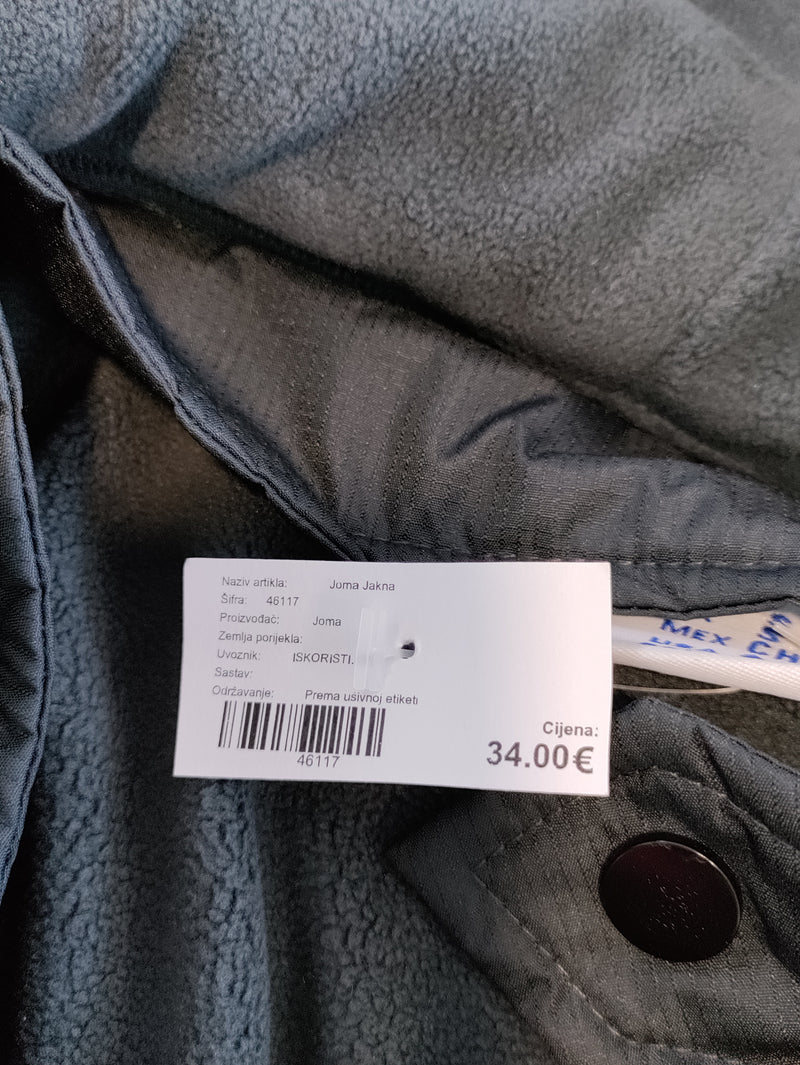 Naziv artikla: Joma Jakna
Šifra: 46117
Proizvođač: Joma
Zemlja porijekla:
Uvoznik: ISKORISTI.
Sastav:
Održavanje: Prema ušivnoj etiketi
46117
Cijena:
34.00€
MEX